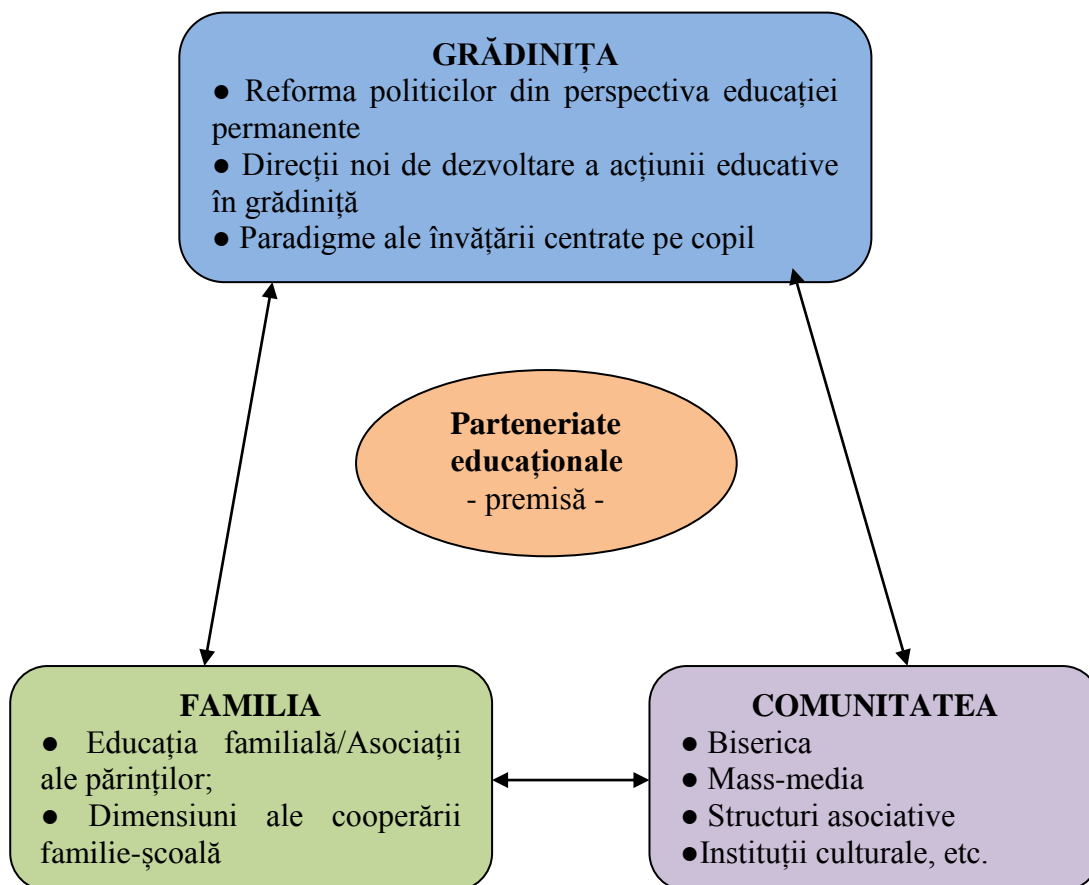 GRĂDINIȚA
● Reforma politicilor din perspectiva educației
permanente
● Direcții noi de dezvoltare a acțiunii educative
în grădiniță
● Paradigme ale învățării centrate pe copil
Parteneriate
educaționale
- premisă -
FAMILIA
● Educația familială/Asociații
ale părinților;
● Dimensiuni ale cooperării
familie-școală
COMUNITATEA
● Biserica
● Mass-media
● Structuri asociative
●Instituții culturale, etc.